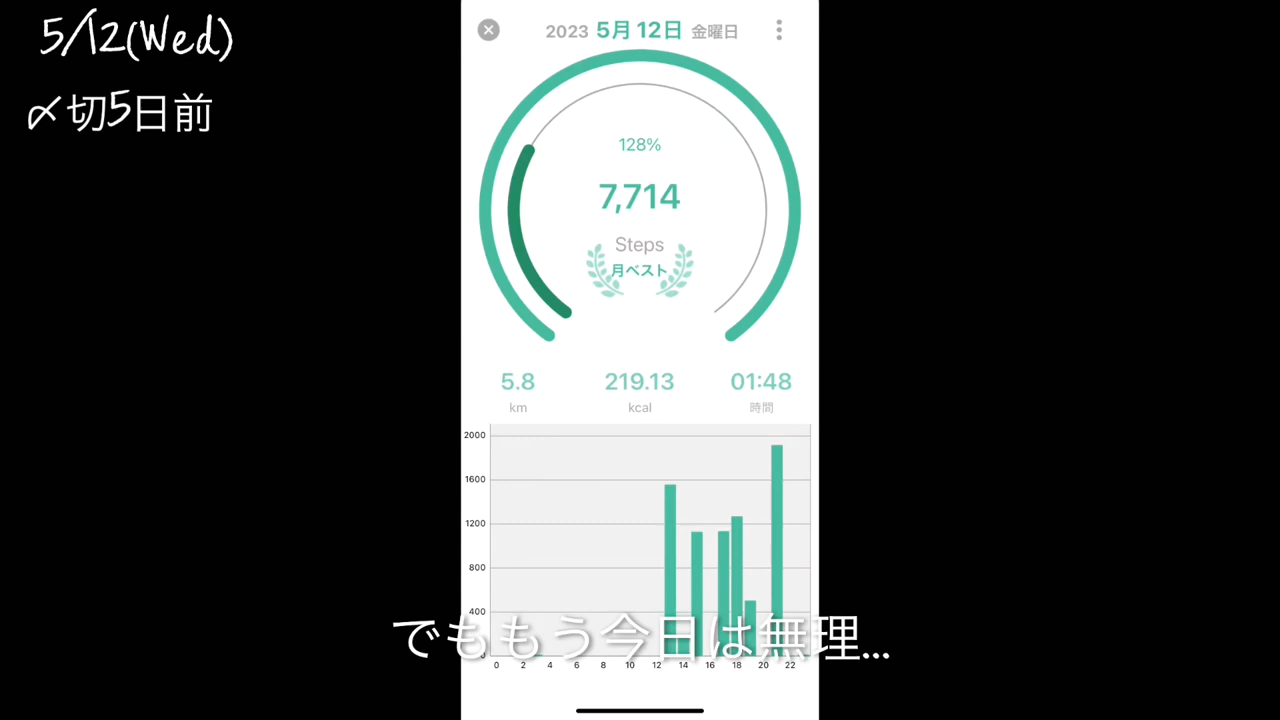 5/12(Wed)
〆切5日前
2023 5月 12日 金曜日
128%
7,714
Steps
月ベスト
5.8 219.13 01:48
km kcal 時間
2000
1600
1200
800
400
0
でももう今日は無理...
0 2 4 6 8 10 12 14 16 18 20 22